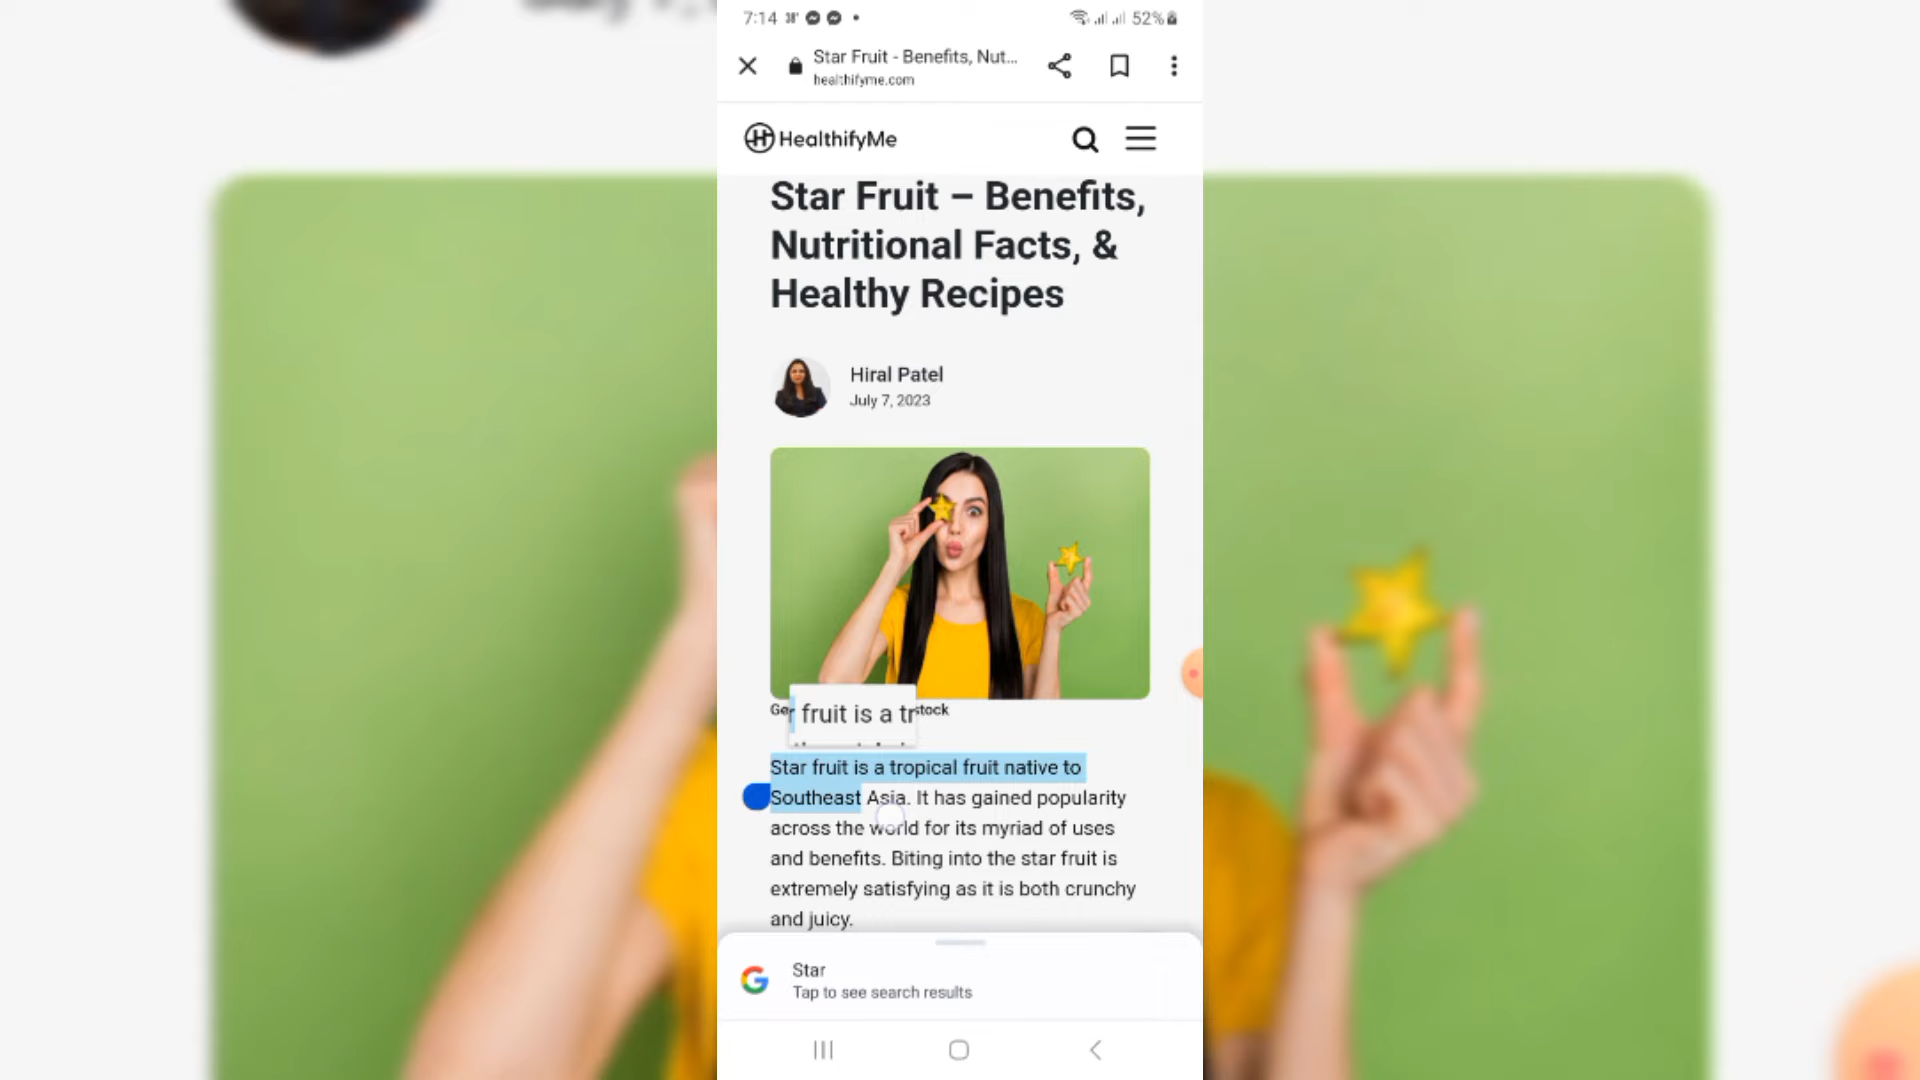 7:14 52%
Star Fruit - Benefits, Nut...
healthifyme.com
HealthifyMe
Star Fruit – Benefits,
Nutritional Facts, &
Healthy Recipes
Hiral Patel
July 7, 2023
stock
r fruit is a tr
Star fruit is a tropical fruit native to
Southeast Asia. It has gained popularity
across the world for its myriad of uses
and benefits. Biting into the star fruit is
extremely satisfying as it is both crunchy
and juicy.
Star
Tap to see search results